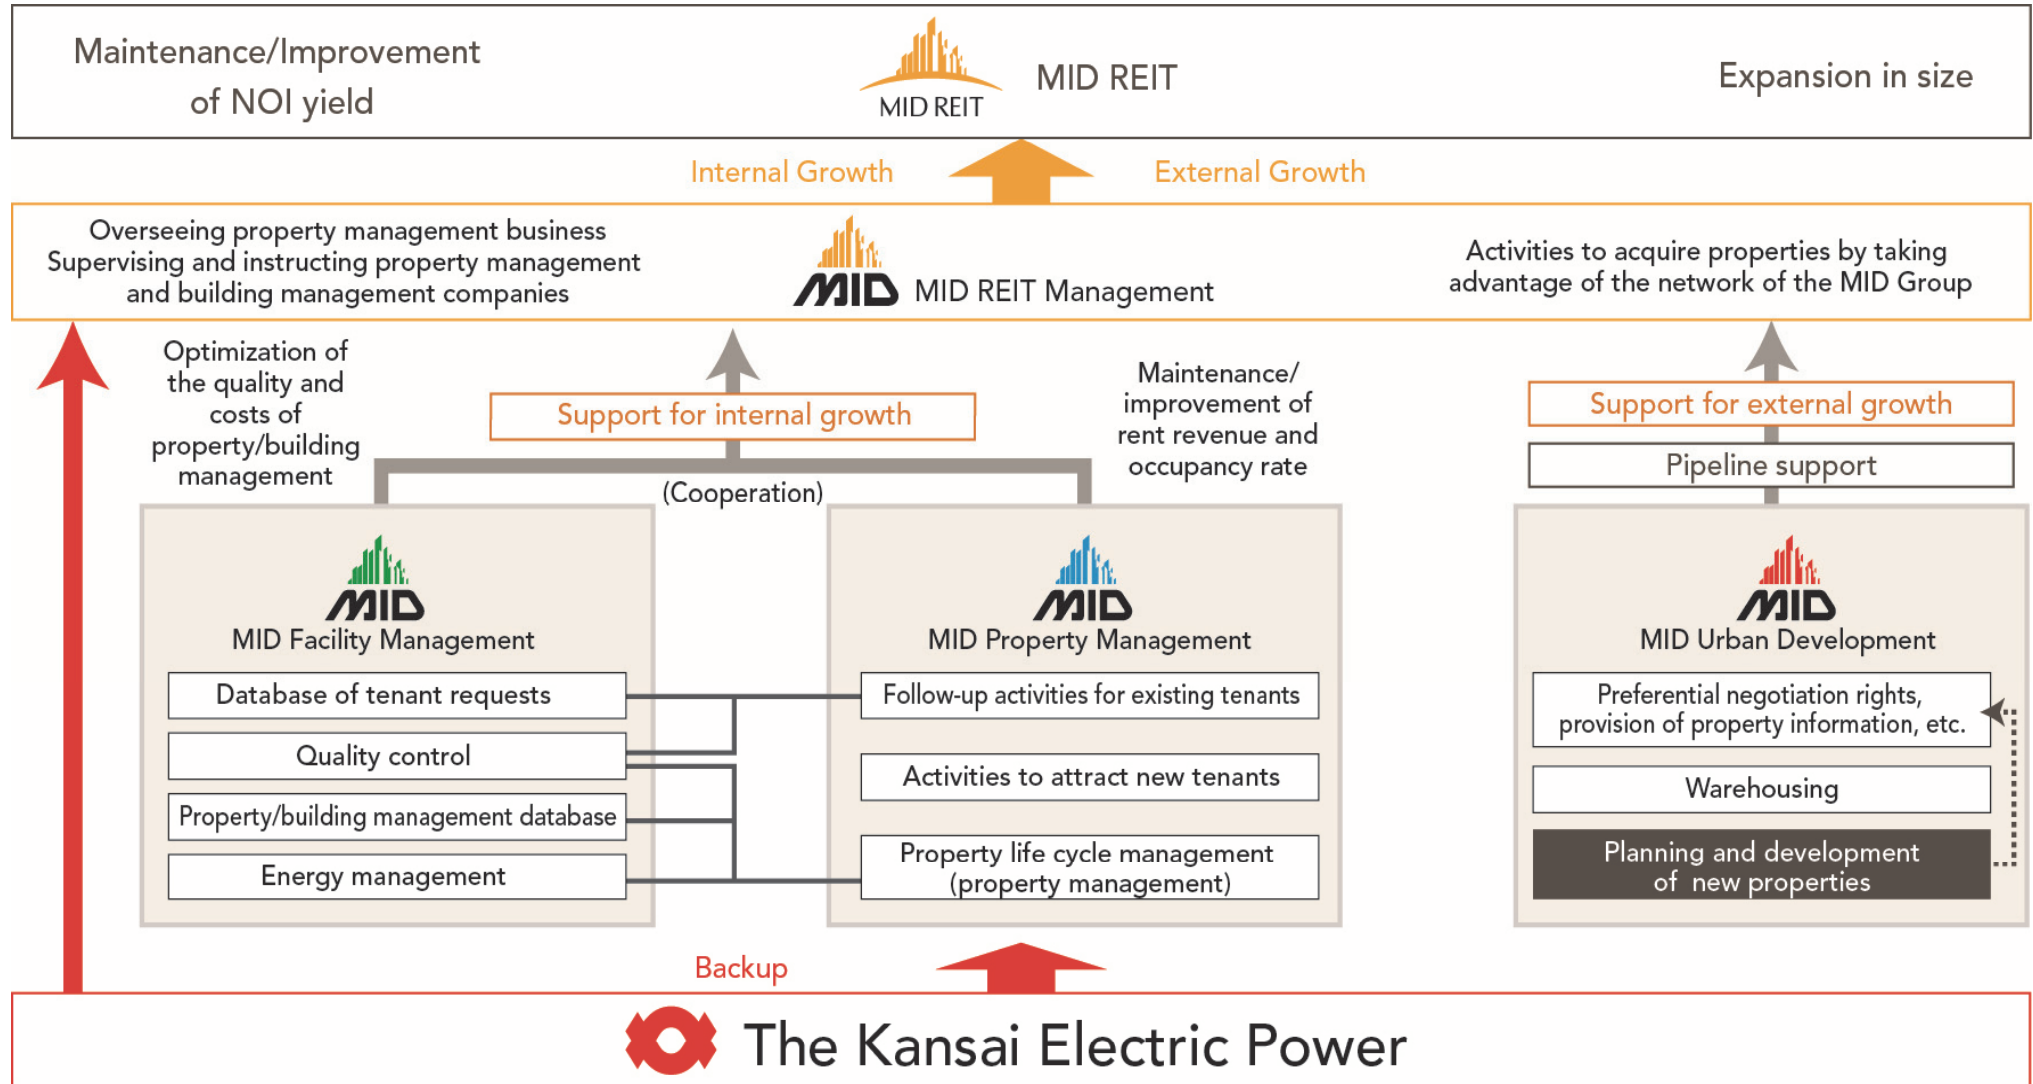 Maintenance/Improvement
of NOI yield
MID REIT
MID REIT
Expansion in size
Internal Growth
External Growth
Overseeing property management business
Supervising and instructing property management
and building management companies
MID
MID REIT Management
Activities to acquire properties by taking
advantage of the network of the MID Group
Optimization of
the quality and
costs of
property/building
management
Support for internal growth
(Cooperation)
Maintenance/
improvement of
rent revenue and
occupancy rate
Support for external growth
Pipeline support
MID
MID Facility Management
Database of tenant requests
Quality control
Property/building management database
Energy management
MID
MID Property Management
Follow-up activities for existing tenants
Activities to attract new tenants
Property life cycle management
(property management)
MID
MID Urban Development
Preferential negotiation rights,
provision of property information, etc.
Warehousing
Planning and development
of new properties
Backup
The Kansai Electric Power